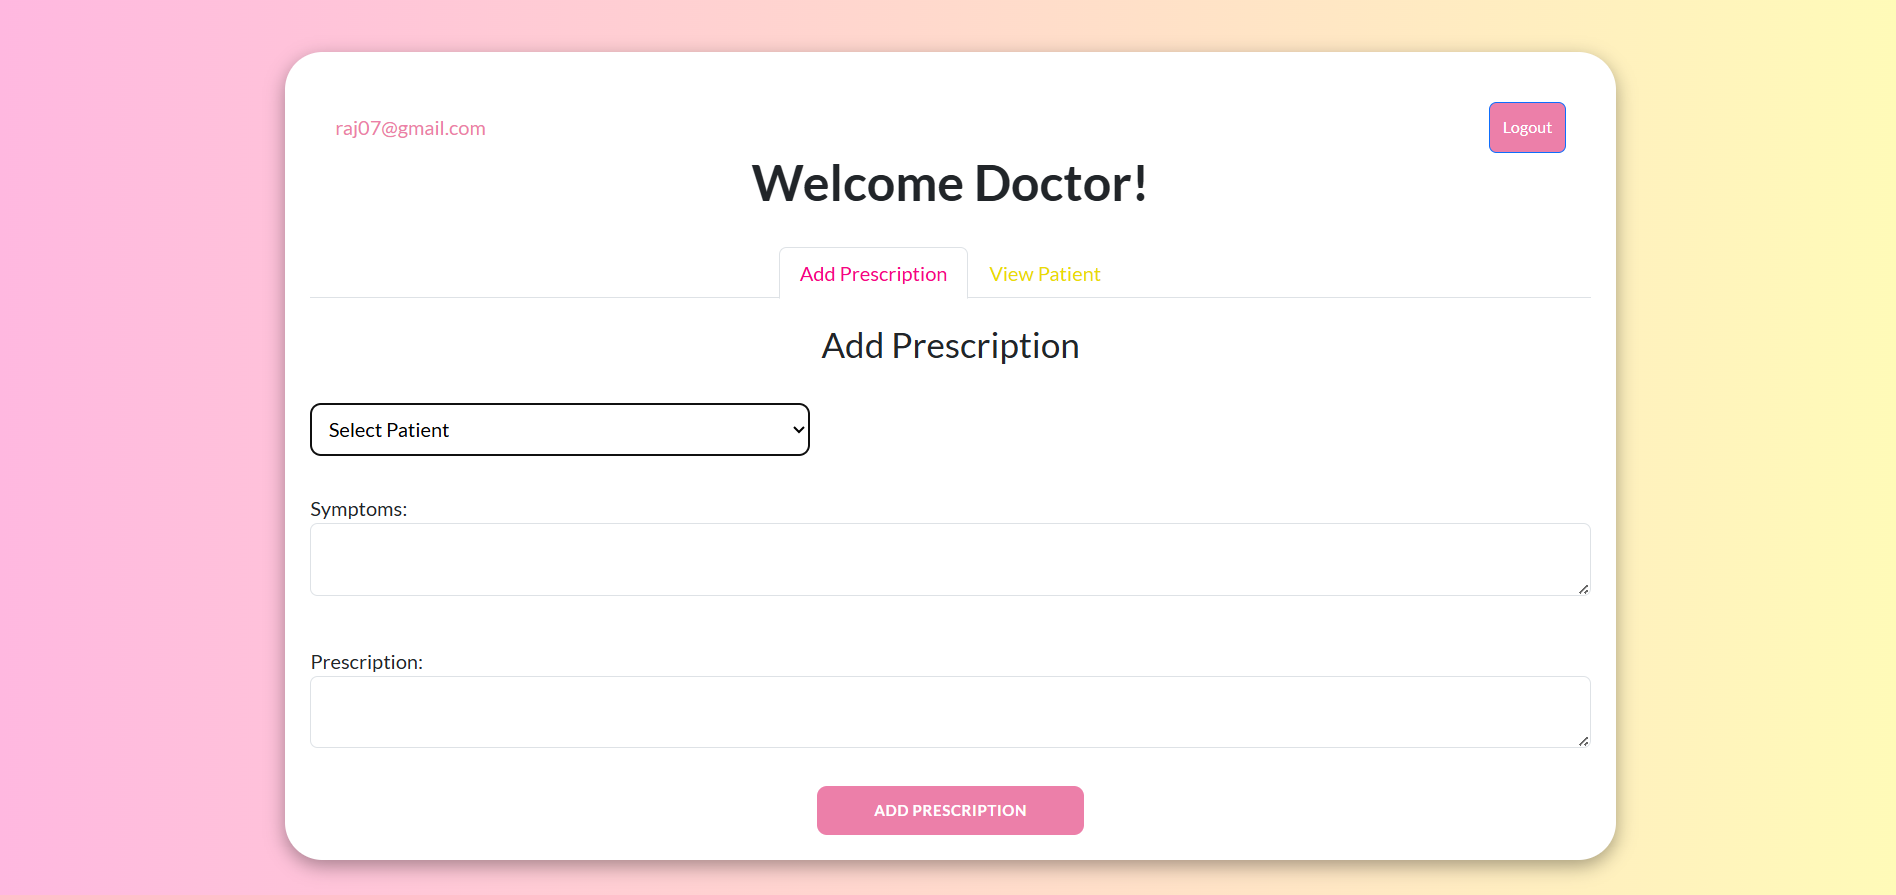 raj07@gmail.com
Logout
Welcome Doctor!
Add Prescription
View Patient
Add Prescription
Select Patient
Symptoms:
Prescription:
ADD PRESCRIPTION